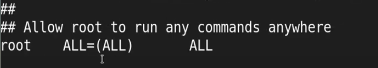 ##
## Allow root to run any commands anywhere
root    ALL=(ALL)       ALL